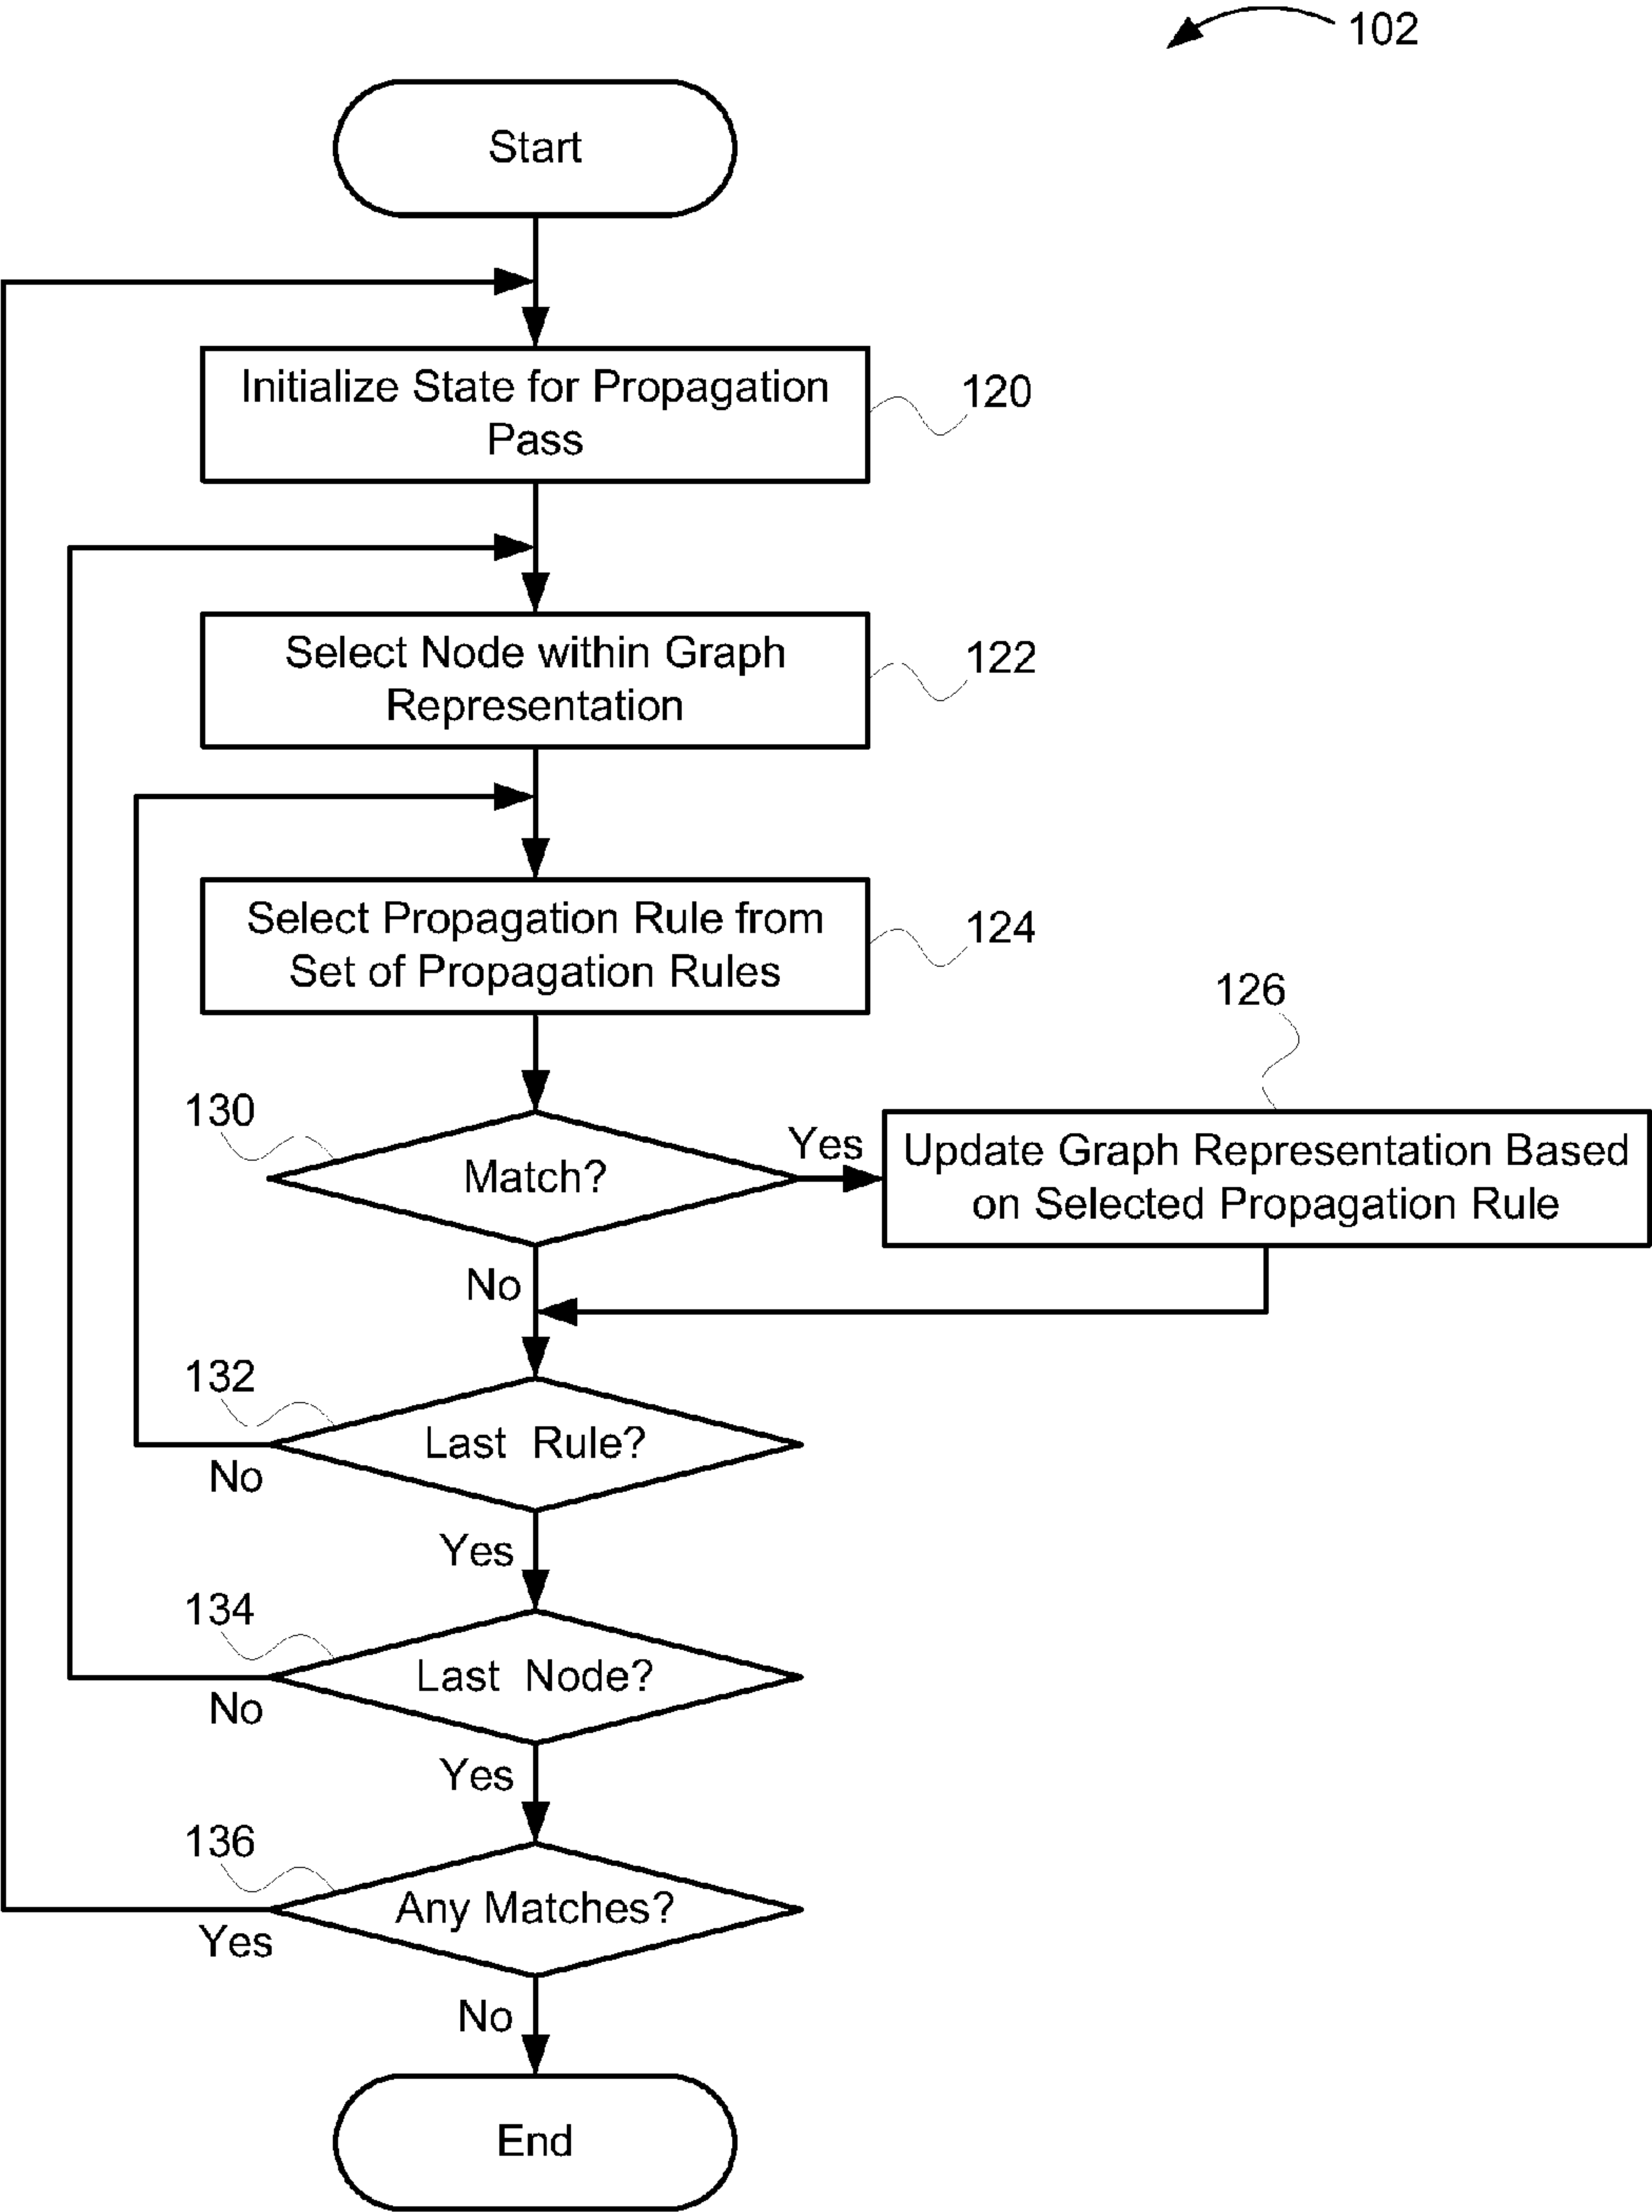 102
Start
Initialize State for Propagation
Pass
120
Select Node within Graph
Representation
122
Select Propagation Rule from
Set of Propagation Rules
124
126
130
Match?
Yes
Update Graph Representation Based
on Selected Propagation Rule
No
132
Last Rule?
No
Yes
134
Last Node?
No
Yes
136
Any Matches?
Yes
No
End